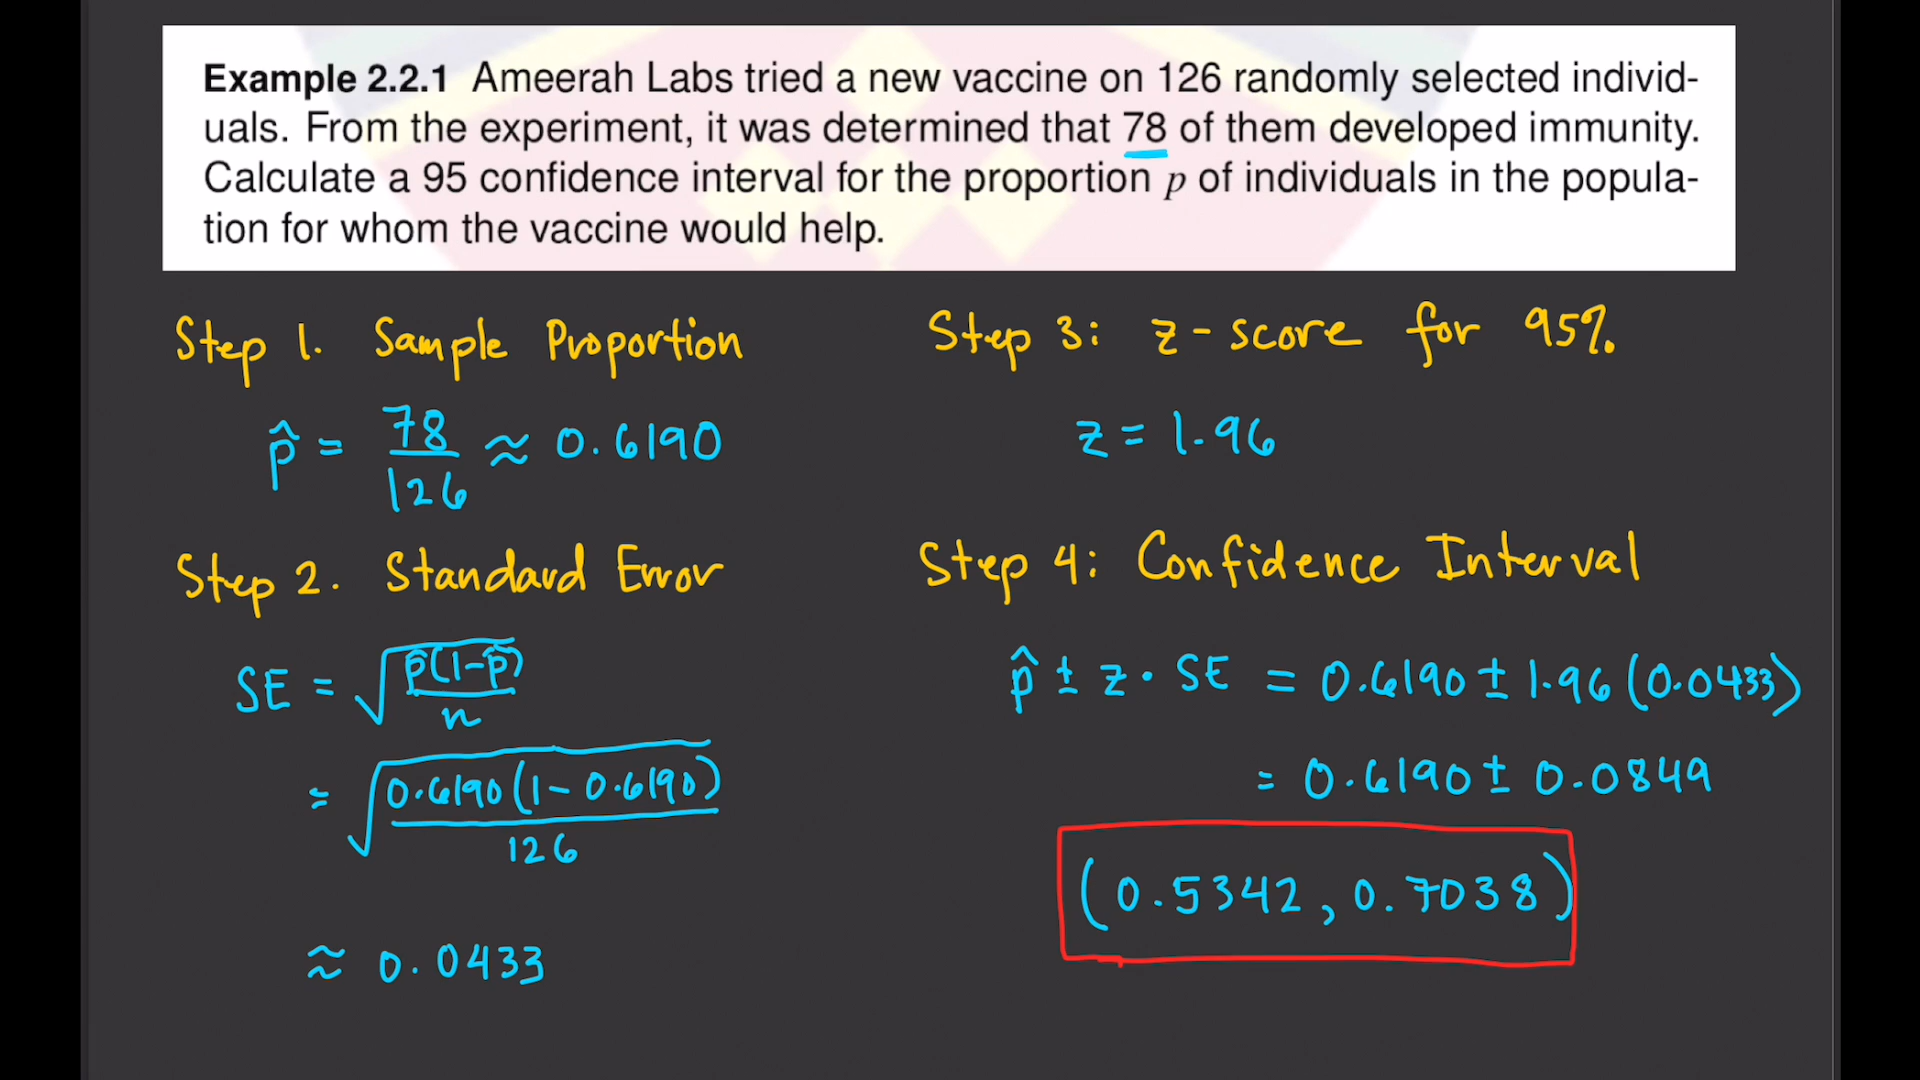 Example 2.2.1 Ameerah Labs tried a new vaccine on 126 randomly selected individ-
uals. From the experiment, it was determined that 78 of them developed immunity.
Calculate a 95 confidence interval for the proportion p of individuals in the popula-
tion for whom the vaccine would help.
Step 1. Sample Proportion
p̂ = 78/126 ≈ 0.6190
Step 2. Standard Error
SE = √(p̂(1-p̂)/n)
= √(0.6190(1-0.6190)/126)
≈ 0.0433
Step 3: z-score for 95%
z = 1.96
Step 4: Confidence Interval
p̂ ± z · SE = 0.6190 ± 1.96(0.0433)
= 0.6190 ± 0.0849
(0.5342, 0.7038)